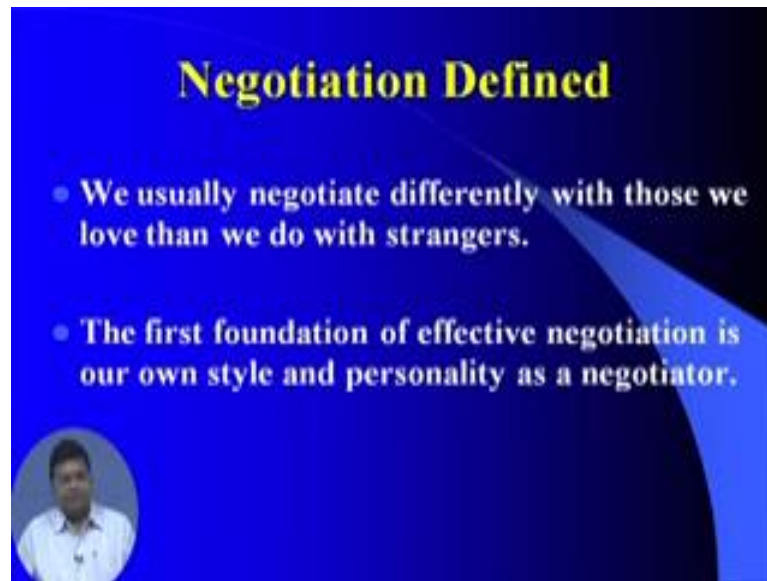 Negotiation Defined
We usually negotiate differently with those we
love than we do with strangers.
The first foundation of effective negotiation is
our own style and personality as a negotiator.